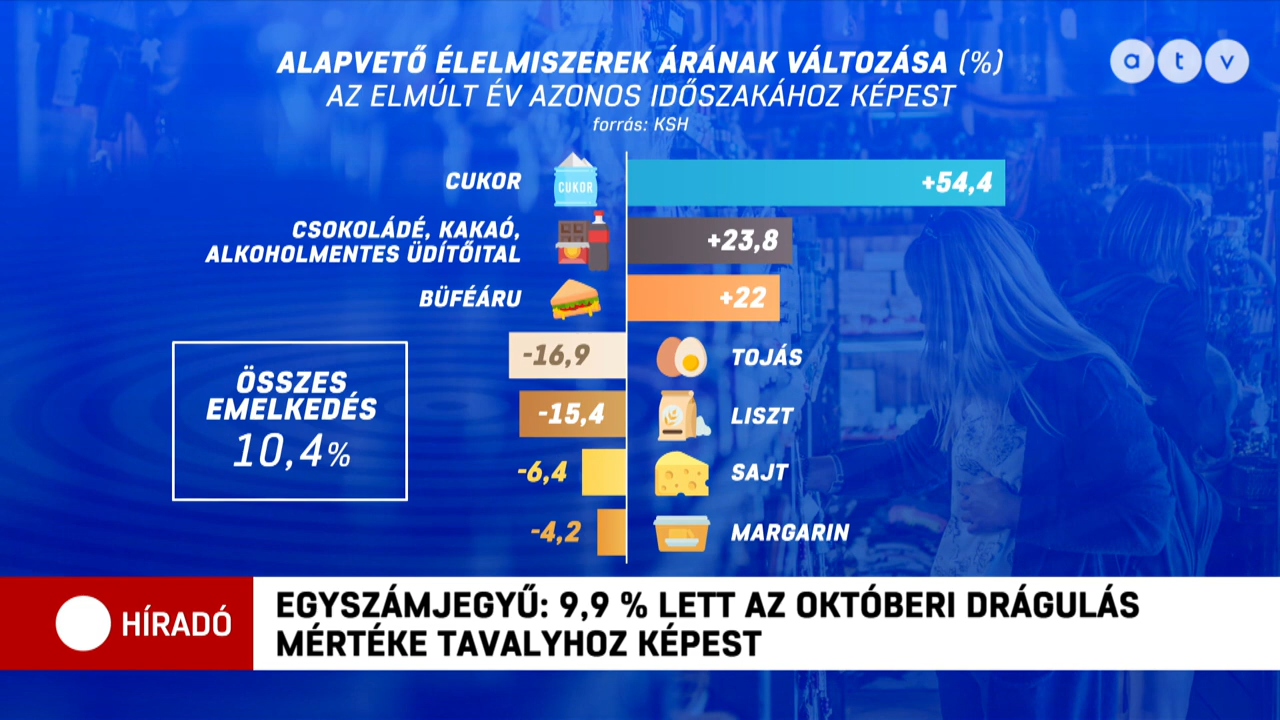 ALAPVETŐ ÉLELMISZEREK ÁRÁNAK VÁLTOZÁSA (%)
AZ ELMÚLT ÉV AZONOS IDŐSZAKÁHOZ KÉPEST
forrás: KSH
atv
CUKOR
CUKOR
+54,4
CSOKOLÁDÉ, KAKAÓ,
ALKOHOLMENTES ÜDÍTŐITAL
+23,8
BÜFÉÁRU
+22
-16,9
TOJÁS
-15,4
LISZT
-6,4
SAJT
-4,2
MARGARIN
ÖSSZES
EMELKEDÉS
10,4%
HÍRADÓ
EGYSZÁMJEGYŰ: 9,9 % LETT AZ OKTÓBERI DRÁGULÁS
MÉRTÉKE TAVALYHOZ KÉPEST